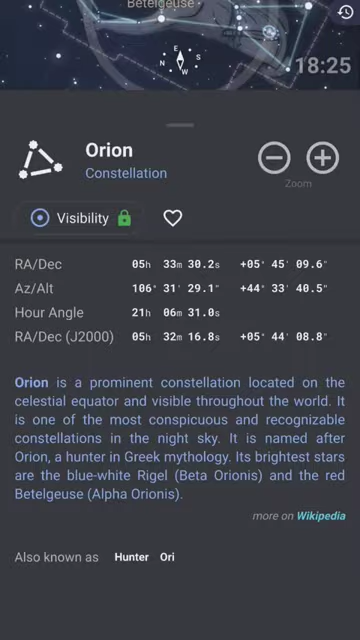 Betelgeuse
N E S W
18:25
Orion
Constellation
Zoom
Visibility
RA/Dec 05h 33m 30.2s +05° 45' 09.6"
Az/Alt 106° 31' 29.1" +44° 33' 40.5"
Hour Angle 21h 06m 31.0s
RA/Dec (J2000) 05h 32m 16.8s +05° 44' 08.8"
Orion is a prominent constellation located on the
celestial equator and visible throughout the world. It
is one of the most conspicuous and recognizable
constellations in the night sky. It is named after
Orion, a hunter in Greek mythology. Its brightest stars
are the blue-white Rigel (Beta Orionis) and the red
Betelgeuse (Alpha Orionis).
more on Wikipedia
Also known as Hunter Ori